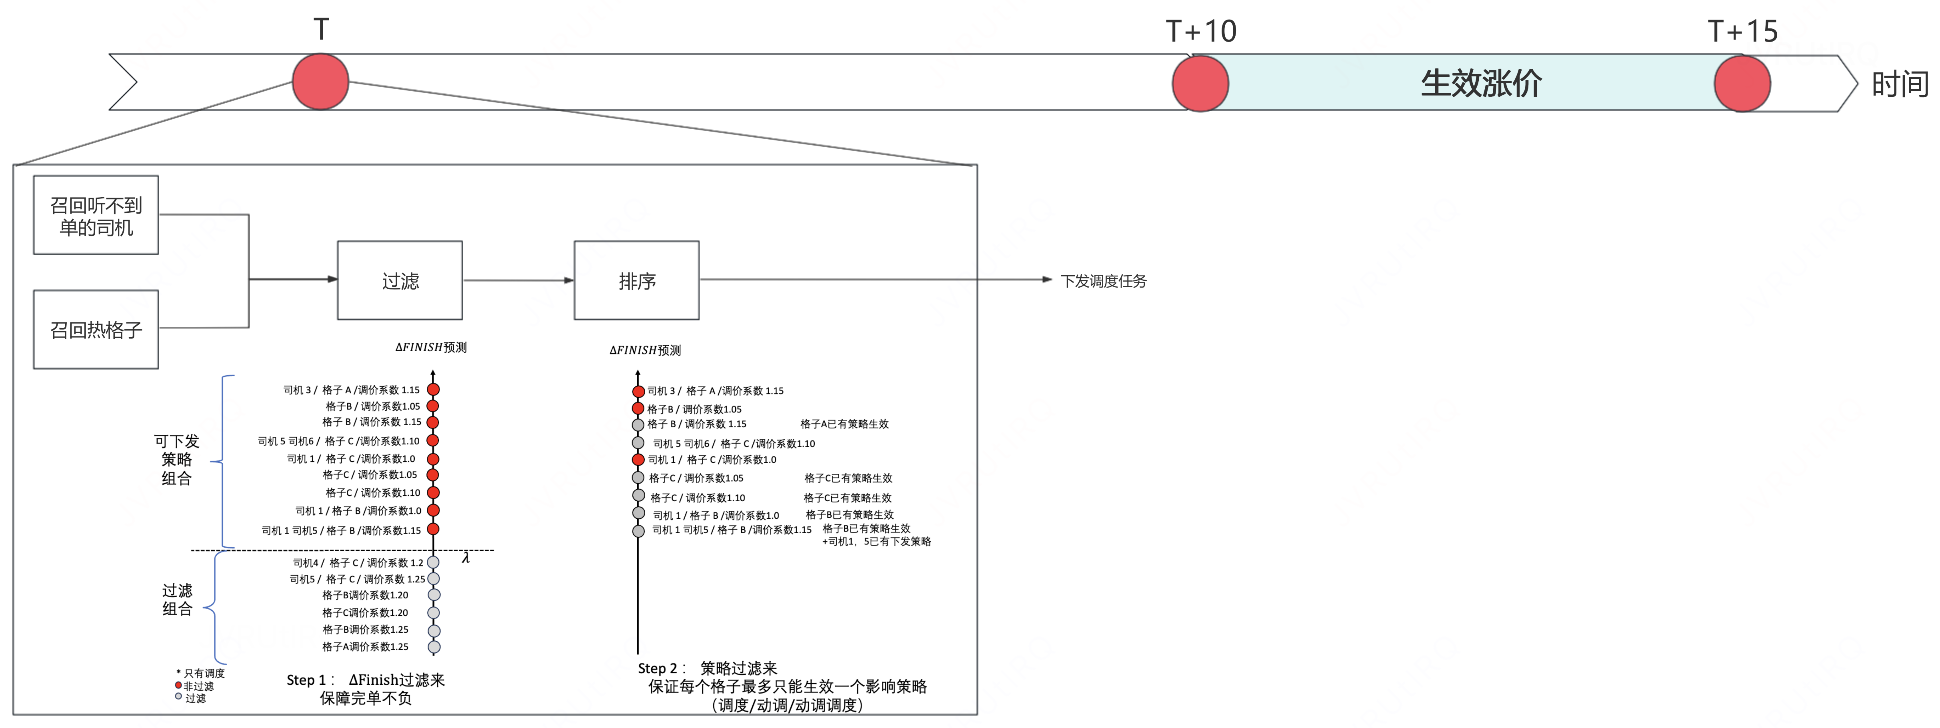 T
T+10
T+15
生效涨价
时间
召回听不到
单的司机
召回热格子
过滤
排序
下发调度任务
ΔFINISH预测
司机 3 / 格子 A /调价系数 1.15
格子B / 调价系数1.05
格子 B / 调价系数 1.15
司机 5 司机6 / 格子 C /调价系数1.10
司机 1 / 格子 C /调价系数1.0
格子C / 调价系数1.05
格子C / 调价系数1.10
司机 1 / 格子 B /调价系数1.0
司机 1 司机5 / 格子 B /调价系数1.15
可下发
策略
组合
λ
司机4 / 格子 C / 调价系数 1.2
司机5 / 格子 C / 调价系数 1.25
格子B调价系数1.20
格子C调价系数1.20
格子B调价系数1.25
格子A调价系数1.25
过滤
组合
* 只有调度
非过滤
过滤
Step 1： ΔFinish过滤来
保障完单不负
ΔFINISH预测
司机 3 / 格子 A /调价系数 1.15
格子B / 调价系数1.05
格子 B / 调价系数 1.15 格子A已有策略生效
司机 5 司机6 / 格子 C /调价系数1.10
司机 1 / 格子 C /调价系数1.0
格子C / 调价系数1.05 格子C已有策略生效
格子C / 调价系数1.10 格子C已有策略生效
司机 1 / 格子 B /调价系数1.0 格子B已有策略生效
司机 1 司机5 / 格子 B /调价系数1.15 格子B已有策略生效
+司机1，5已有下发策略
Step 2： 策略过滤来
保证每个格子最多只能生效一个影响策略
（调度/动调/动调调度）